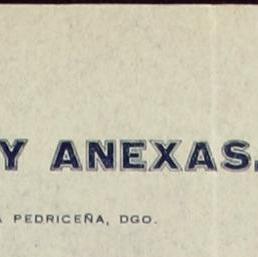 Y ANEXAS.
A PEDRICEÑA, DGO.